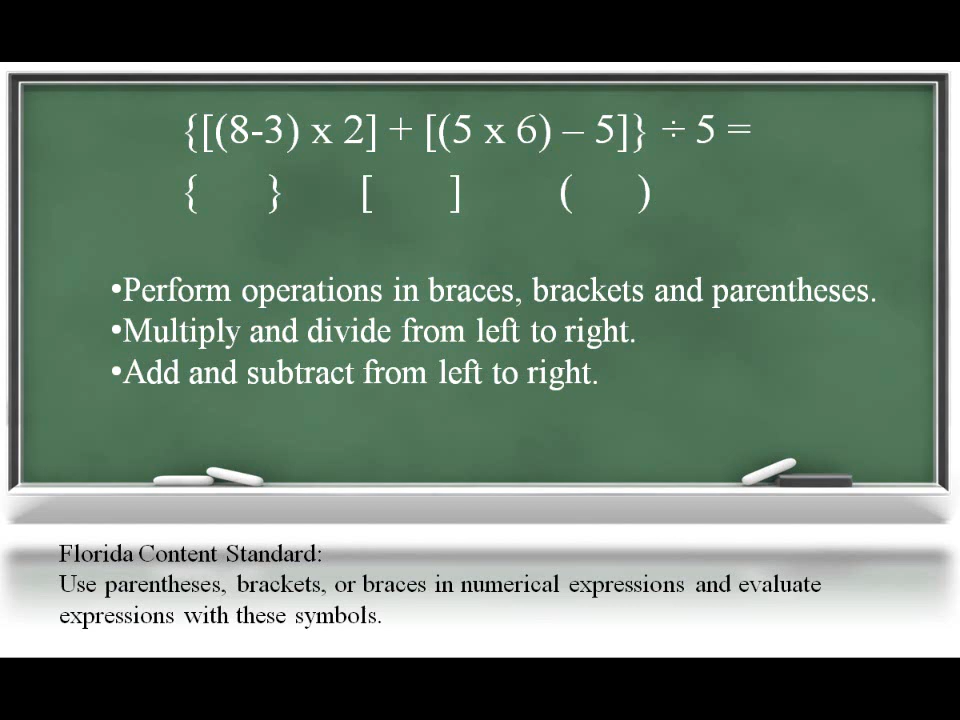 {[(8-3) x 2] + [(5 x 6) – 5]} ÷ 5 =
{ } [ ] ( )
•Perform operations in braces, brackets and parentheses.
•Multiply and divide from left to right.
•Add and subtract from left to right.
Florida Content Standard:
Use parentheses, brackets, or braces in numerical expressions and evaluate
expressions with these symbols.